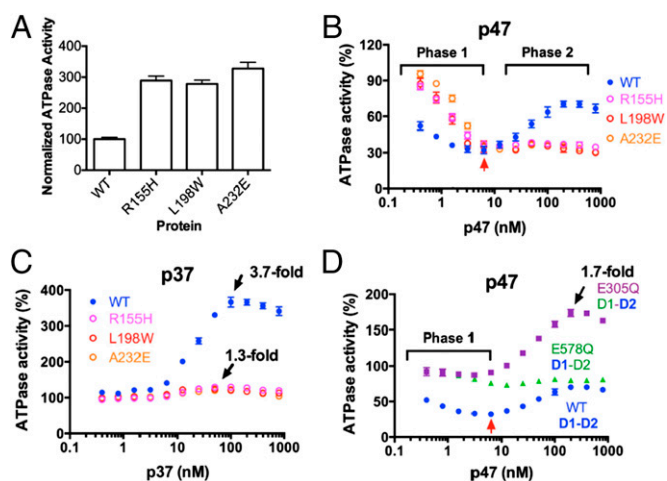 A
Normalized ATPase Activity
400
300
200
100
0
WT
R155H
L198W
A232E
Protein
B
p47
Phase 1
Phase 2
ATPase activity (%)
120
90
60
30
0
0.1 1 10 100 1000
p47 (nM)
WT
R155H
L198W
A232E
C
p37
WT
R155H
L198W
A232E
3.7-fold
1.3-fold
ATPase activity (%)
500
400
300
200
100
0
0.1 1 10 100 1000
p37 (nM)
D
p47
1.7-fold
E305Q
D1-D2
Phase 1
E578Q
D1-D2
WT
D1-D2
ATPase activity (%)
200
150
100
50
0
0.1 1 10 100 1000
p47 (nM)